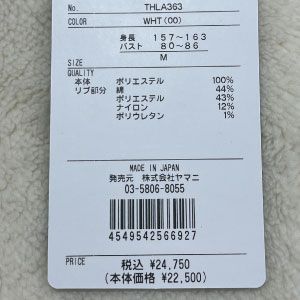 No. THLA363
COLOR WHT(00)
身長 157~163
バスト 80~86
SIZE M
QUALITY
本体 ポリエステル 100%
リブ部分 綿 44%
ポリエステル 43%
ナイロン 12%
ポリウレタン 1%
MADE IN JAPAN
発売元 株式会社ヤマニ
03-5806-8055
4549542566927
PRICE 税込 ¥24,750
(本体価格 ¥22,500)